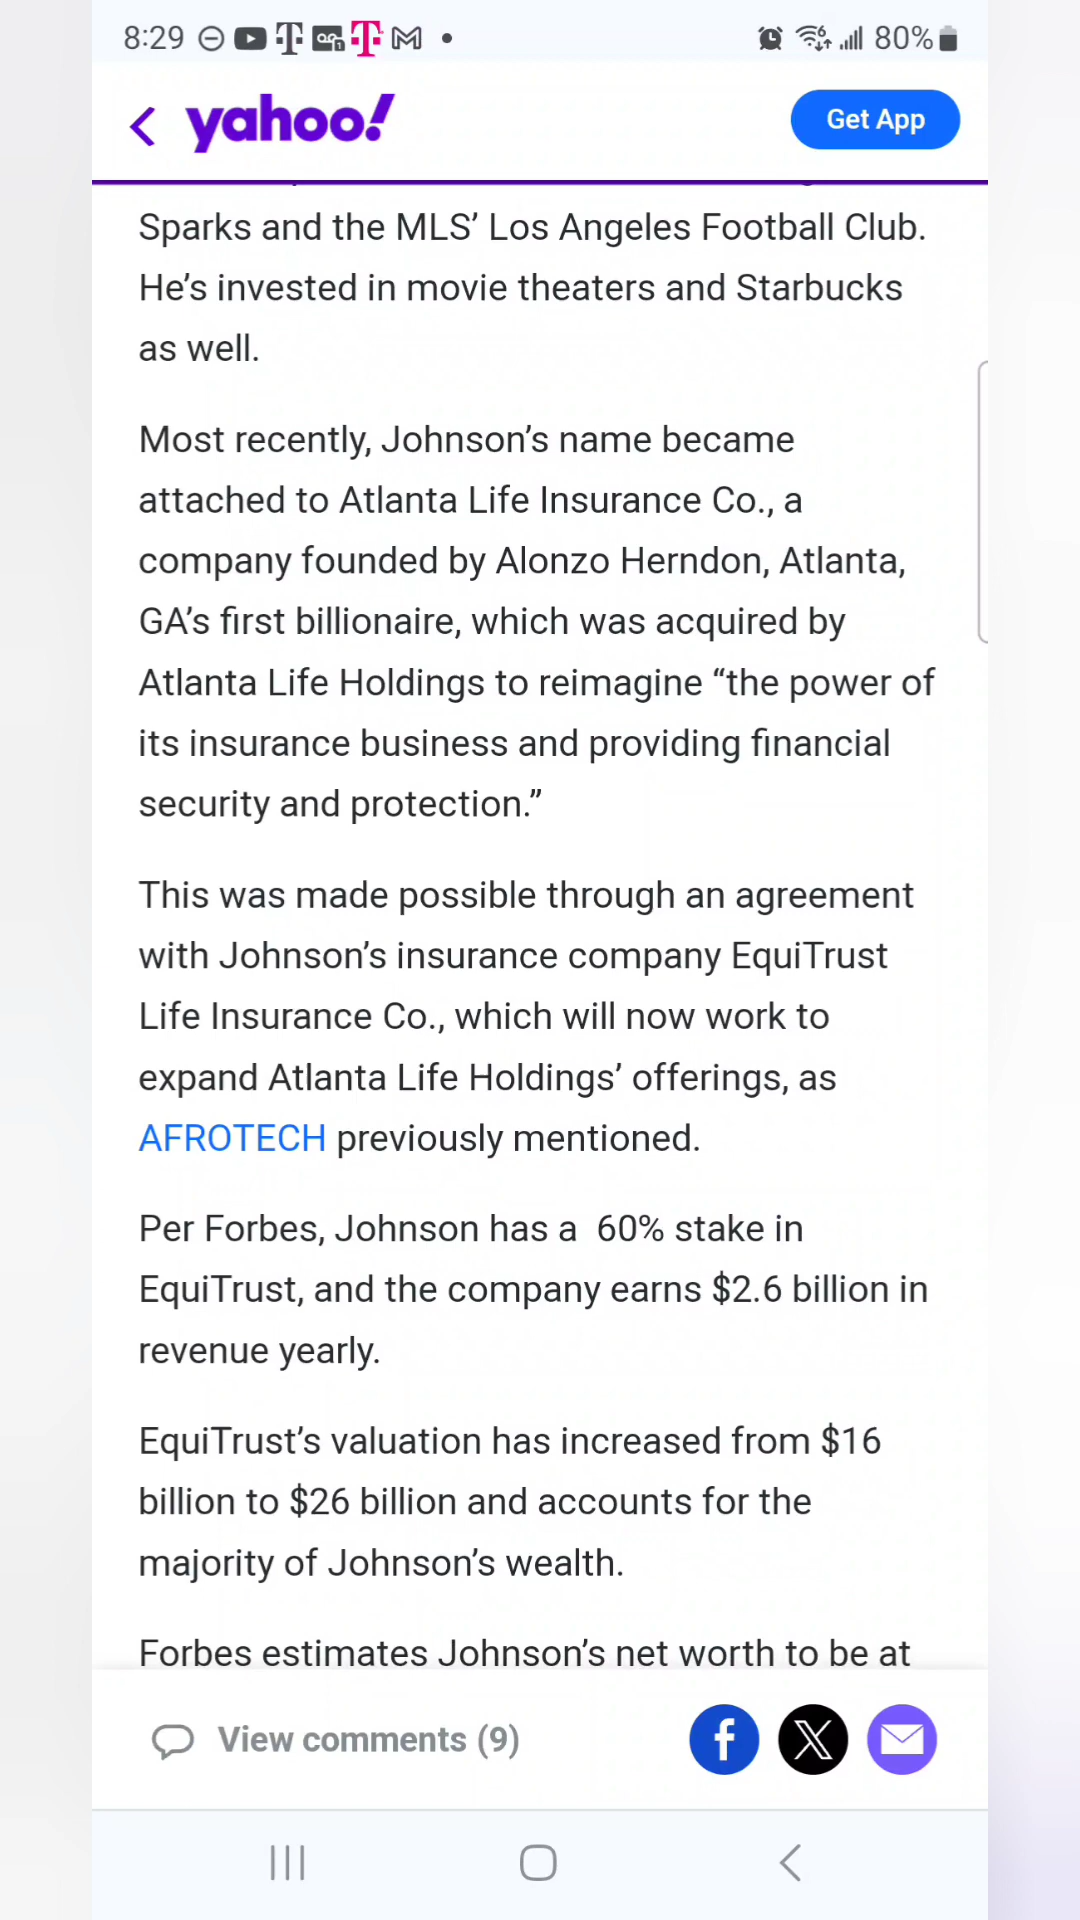 8:29
80%
yahoo!
Get App
Sparks and the MLS’ Los Angeles Football Club.
He’s invested in movie theaters and Starbucks
as well.
Most recently, Johnson’s name became
attached to Atlanta Life Insurance Co., a
company founded by Alonzo Herndon, Atlanta,
GA’s first billionaire, which was acquired by
Atlanta Life Holdings to reimagine “the power of
its insurance business and providing financial
security and protection.”
This was made possible through an agreement
with Johnson’s insurance company EquiTrust
Life Insurance Co., which will now work to
expand Atlanta Life Holdings’ offerings, as
AFROTECH previously mentioned.
Per Forbes, Johnson has a 60% stake in
EquiTrust, and the company earns $2.6 billion in
revenue yearly.
EquiTrust’s valuation has increased from $16
billion to $26 billion and accounts for the
majority of Johnson’s wealth.
Forbes estimates Johnson’s net worth to be at
View comments (9)